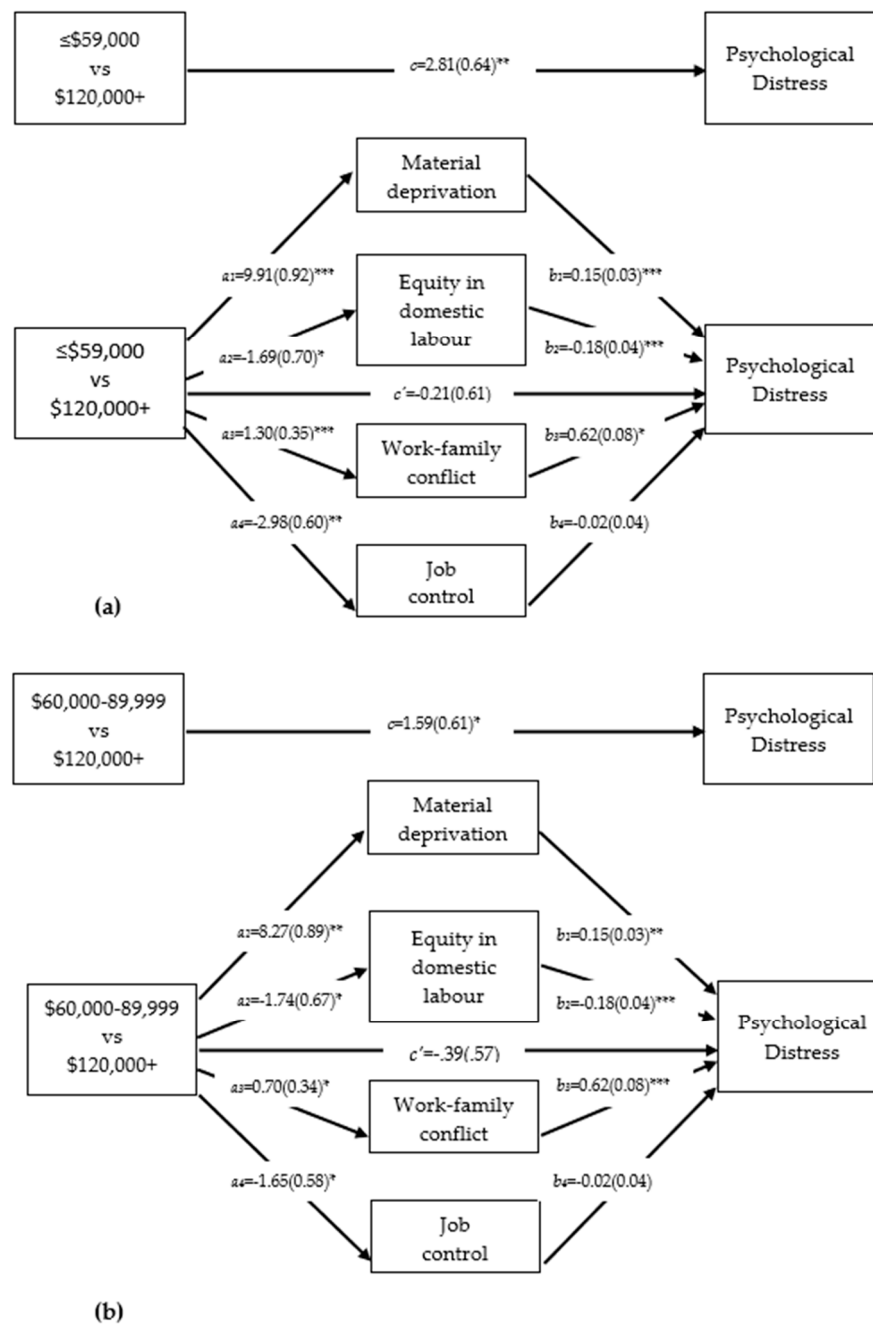 ≤$59,000
vs
$120,000+
c=2.81(0.64)**
Psychological
Distress
Material
deprivation
a1=9.91(0.92)***
b1=0.15(0.03)***
Equity in
domestic
labour
a2=-1.69(0.70)*
b2=-0.18(0.04)***
≤$59,000
vs
$120,000+
c´=-0.21(0.61)
Psychological
Distress
a3=1.30(0.35)***
b3=0.62(0.08)*
Work-family
conflict
a4=-2.98(0.60)**
b4=-0.02(0.04)
Job
control
(a)
$60,000-89,999
vs
$120,000+
c=1.59(0.61)*
Psychological
Distress
Material
deprivation
a1=8.27(0.89)**
b1=0.15(0.03)**
Equity in
domestic
labour
a2=-1.74(0.67)*
b2=-0.18(0.04)***
$60,000-89,999
vs
$120,000+
c´=-.39(.57)
Psychological
Distress
a3=0.70(0.34)*
b3=0.62(0.08)***
Work-family
conflict
a4=-1.65(0.58)*
b4=-0.02(0.04)
Job
control
(b)